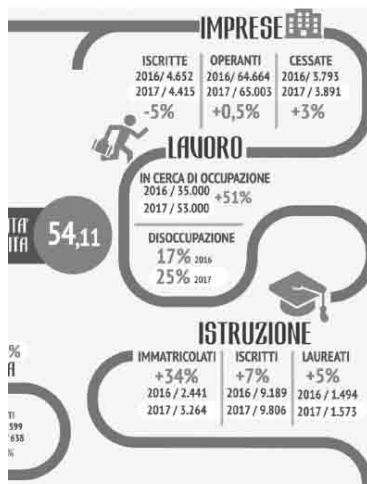 IMPRESE
ISCRITTE
2016/ 4.652
2017 / 4.415
-5%
OPERANTI
2016/ 64.664
2017 / 65.003
+0,5%
CESSATE
2016/ 3.793
2017 / 3.891
+3%
LAVORO
IN CERCA DI OCCUPAZIONE
2016 / 35.000
2017 / 53.000
+51%
DISOCCUPAZIONE
17% 2016
25% 2017
54,11
ISTRUZIONE
IMMATRICOLATI
+34%
2016 / 2.441
2017 / 3.264
ISCRITTI
+7%
2016 / 9.189
2017 / 9.806
LAUREATI
+5%
2016 / 1.494
2017 / 1.573
%
599
638